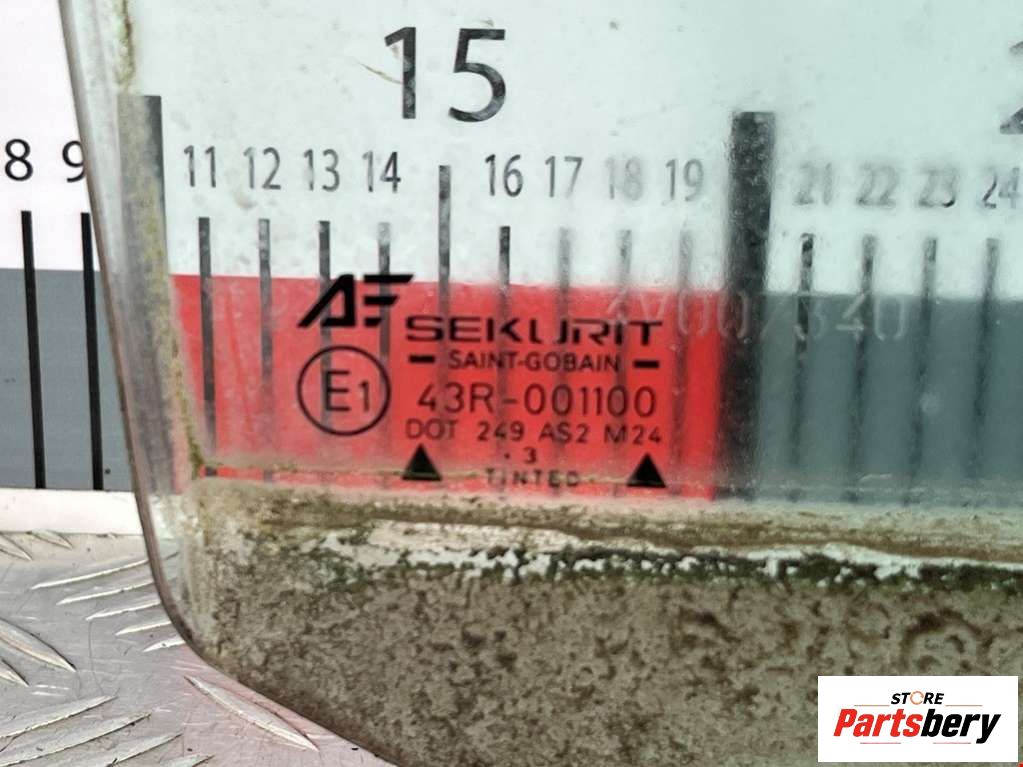 15
8 9 11 12 13 14 16 17 18 19 21 22 23 24
AF SEKURIT
SAINT-GOBAIN
E1 43R-001100
DOT 249 AS2 M24
. 3
TINTED
STORE
Partsbery